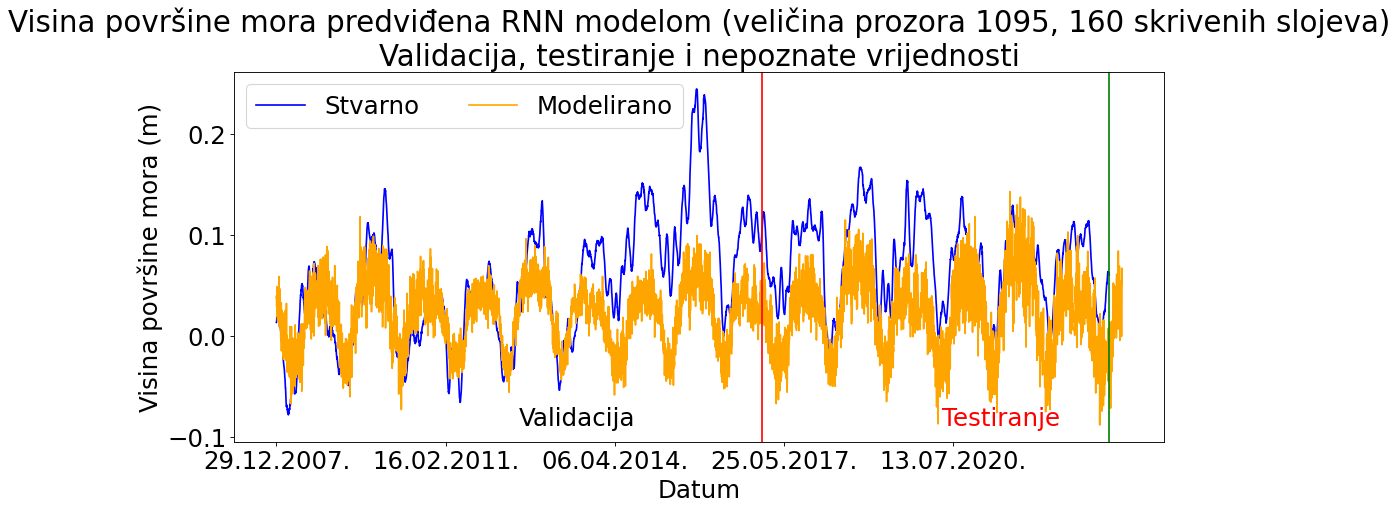 Visina površine mora predviđena RNN modelom (veličina prozora 1095, 160 skrivenih slojeva)
Validacija, testiranje i nepoznate vrijednosti
Stvarno
Modelirano
Visina površine mora (m)
0.2
0.1
0.0
−0.1
Validacija
Testiranje
29.12.2007.
16.02.2011.
06.04.2014.
25.05.2017.
13.07.2020.
Datum